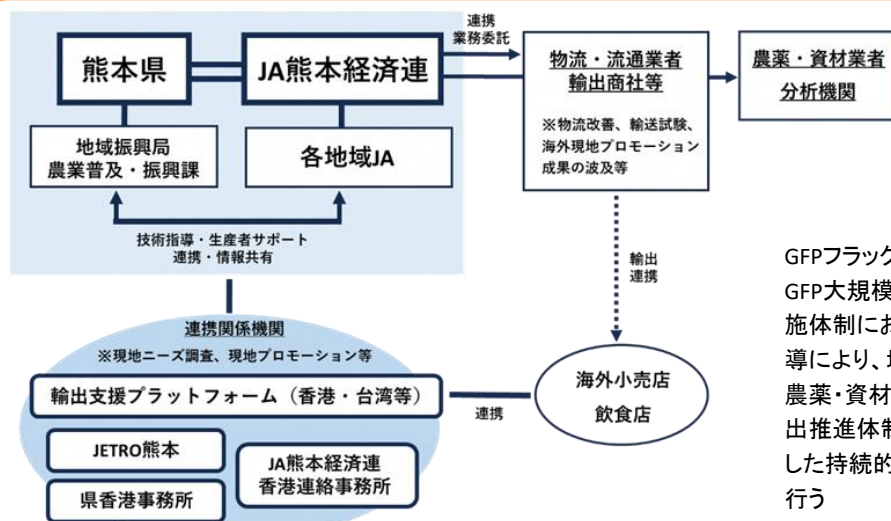 連携
業務委託
熊本県
JA熊本経済連
物流・流通業者
輸出商社等
※物流改善、輸送試験、
海外現地プロモーション
成果の波及等
農薬・資材業者
分析機関
地域振興局
農業普及・振興課
各地域JA
技術指導・生産者サポート
連携・情報共有
輸出
連携
連携関係機関
※現地ニーズ調査、現地プロモーション等
輸出支援プラットフォーム（香港・台湾等）
連携
海外小売店
飲食店
JETRO熊本
県香港事務所
JA熊本経済連
香港連絡事務所
GFPフラッグ
GFP大規模
施体制にお
導により、
農薬・資材
出推進体制
した持続的
行う